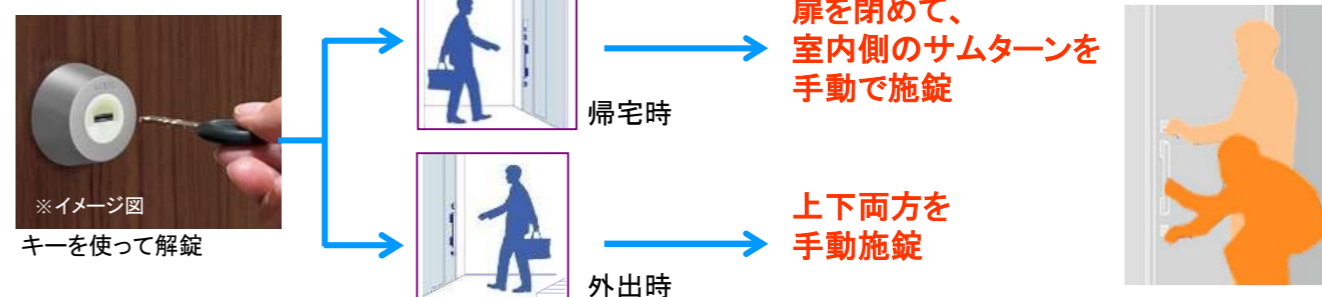 扉を閉めて、
室内側のサムターンを
手動で施錠
帰宅時
※イメージ図
キーを使って解錠
上下両方を
手動施錠
外出時